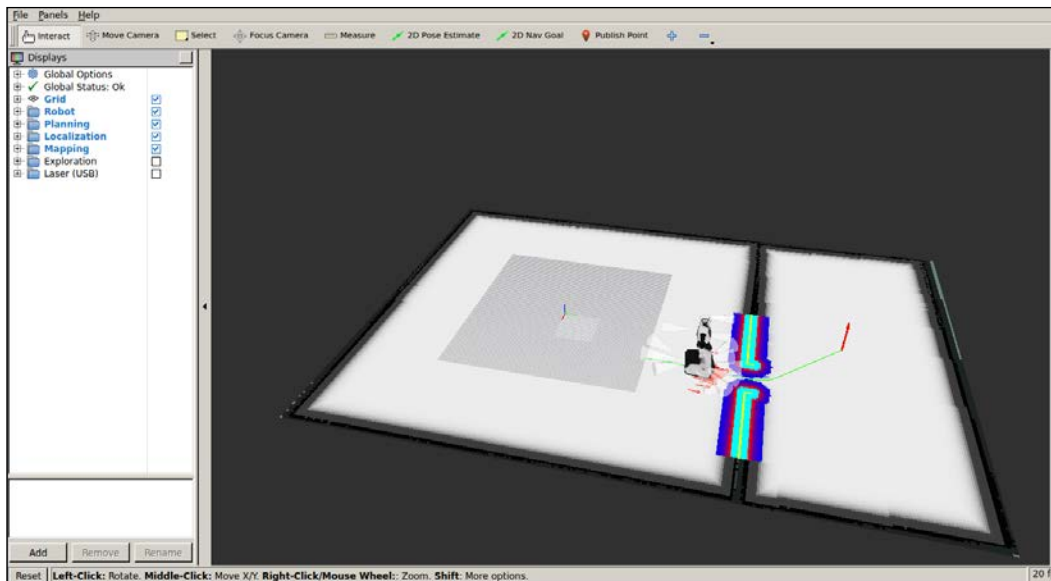 File Panels Help
Interact Move Camera Select Focus Camera Measure 2D Pose Estimate 2D Nav Goal Publish Point
Displays
Global Options
Global Status: Ok
Grid
Robot
Planning
Localization
Mapping
Exploration
Laser (USB)
Add Remove Rename
Reset Left-Click: Rotate. Middle-Click: Move X/Y. Right-Click/Mouse Wheel:: Zoom. Shift: More options. 20 f